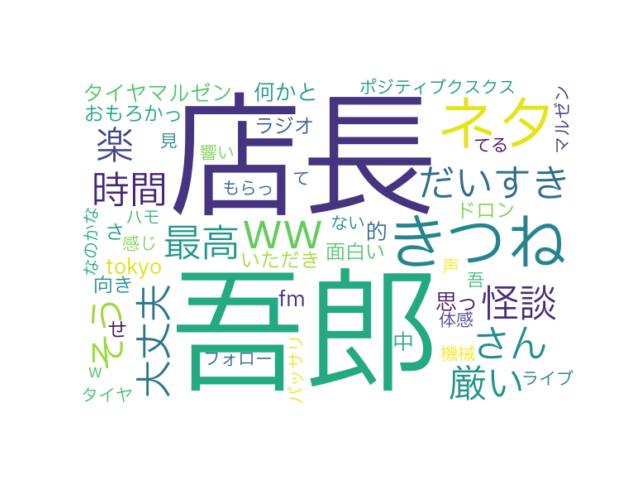 タイヤマルゼン
何かと
ポジティブクスクス
おもろかっ
店長
ラジオ
ネタ
マルゼン
楽
見
響い
てる
時間
もらっ
て
だいすき
なのかな
ハモ
ドロン
さ
感じ
最高
ww
ない
的
きつね
tokyo
いただき
面白い
声
向き
吾郎
吾
そう
せ
大丈夫
fm
思っ
怪談
体感
バッサリ
フォロー
中
さん
機械
w
タイヤ
厳い
ライブ